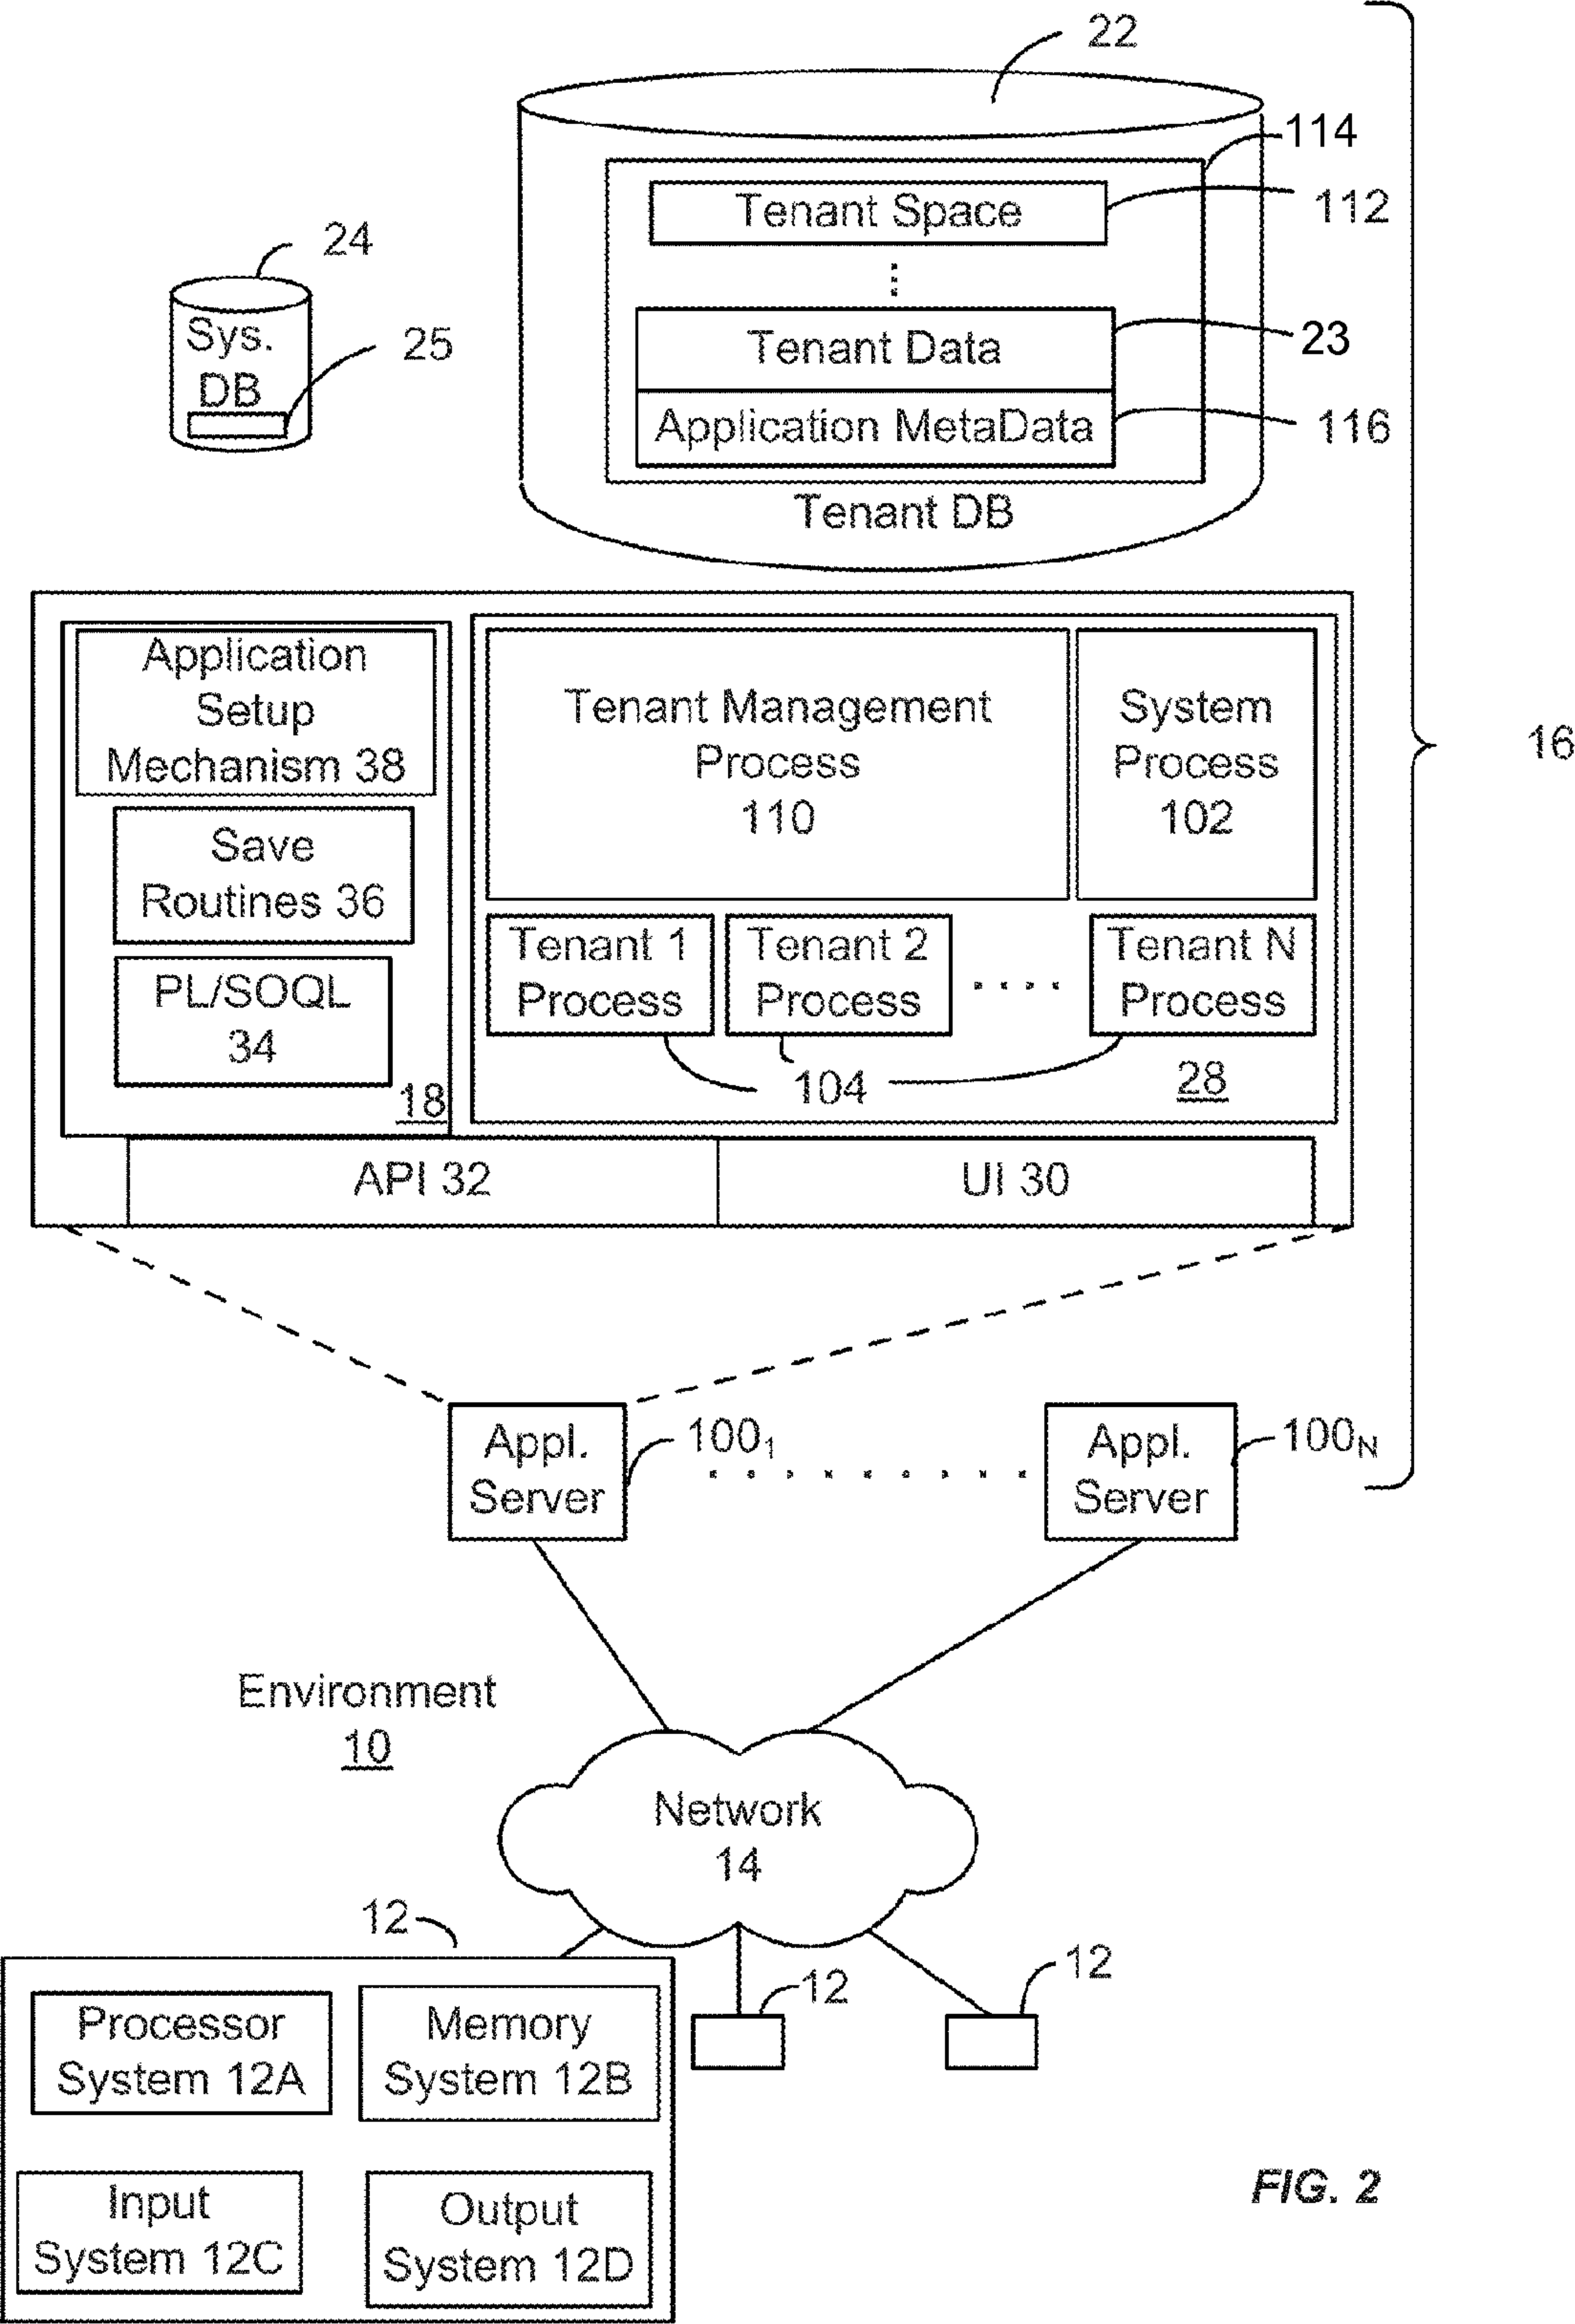 22
114
Tenant Space
112
24
Sys.
DB
25
Tenant Data
23
Application MetaData
116
Tenant DB
16
Application
Setup
Mechanism 38
Save
Routines 36
PL/SOQL
34
18
Tenant Management
Process
110
System
Process
102
Tenant 1
Process
Tenant 2
Process
Tenant N
Process
104
28
API 32
UI 30
Appl.
Server
100₁
Appl.
Server
100N
Environment
10
Network
14
12
12
12
Processor
System 12A
Memory
System 12B
Input
System 12C
Output
System 12D
FIG. 2